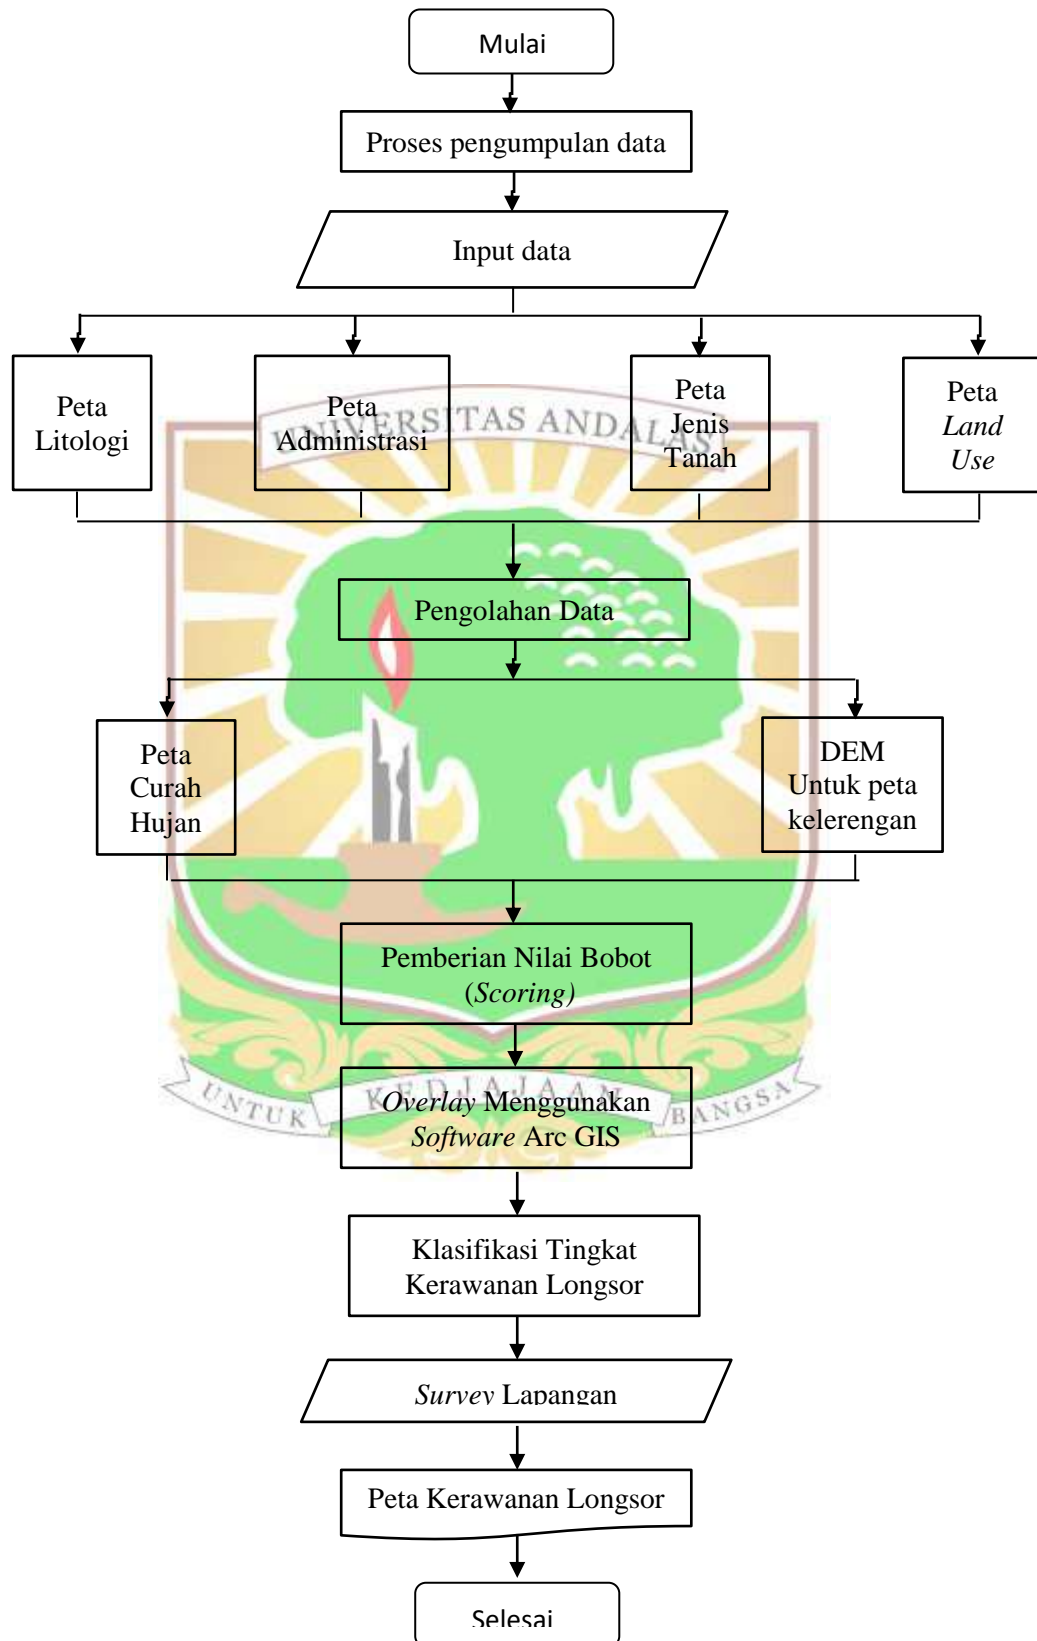 Mulai
Proses pengumpulan data
Input data
Peta
Litologi
Peta
Administrasi
Peta
Jenis
Tanah
Peta
Land
Use
UNIVERSITAS ANDALAS
Pengolahan Data
Peta
Curah
Hujan
DEM
Untuk peta
kelerengan
Pemberian Nilai Bobot
(Scoring)
UNTUK KEDJAJAAN BANGSA
Overlay Menggunakan
Software Arc GIS
Klasifikasi Tingkat
Kerawanan Longsor
Survey Lapangan
Peta Kerawanan Longsor
Selesai